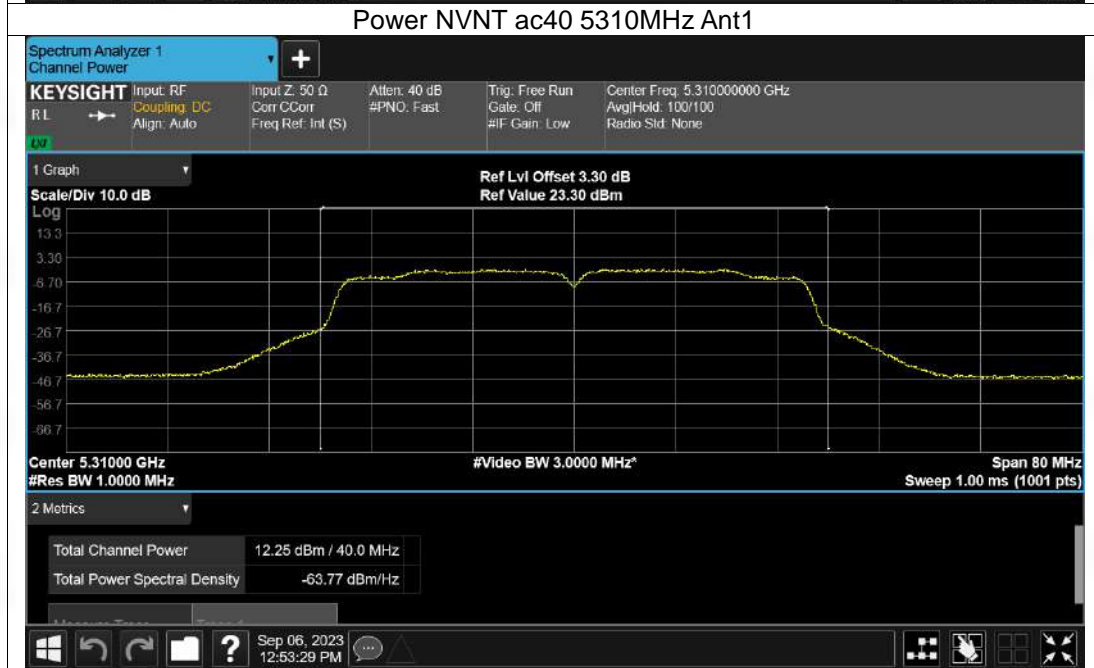 Power NVNT ac40 5310MHz Ant1
Spectrum Analyzer 1
Channel Power
+
KEYSIGHT Input: RF Input Z: 50 Ω Atten: 40 dB Trig: Free Run Center Freq: 5.310000000 GHz
RL Coupling: DC Corr CCorr #PNO: Fast Gate: Off Avg|Hold: 100/100
Align: Auto Freq Ref: Int (S) #IF Gain: Low Radio Std: None
LXI
1 Graph
Ref Lvl Offset 3.30 dB
Scale/Div 10.0 dB Ref Value 23.30 dBm
Log
13.3
3.30
-6.70
-16.7
-26.7
-36.7
-46.7
-56.7
-66.7
Center 5.31000 GHz #Video BW 3.0000 MHz* Span 80 MHz
#Res BW 1.0000 MHz Sweep 1.00 ms (1001 pts)
2 Metrics
Total Channel Power 12.25 dBm / 40.0 MHz
Total Power Spectral Density -63.77 dBm/Hz
? Sep 06, 2023
12:53:29 PM